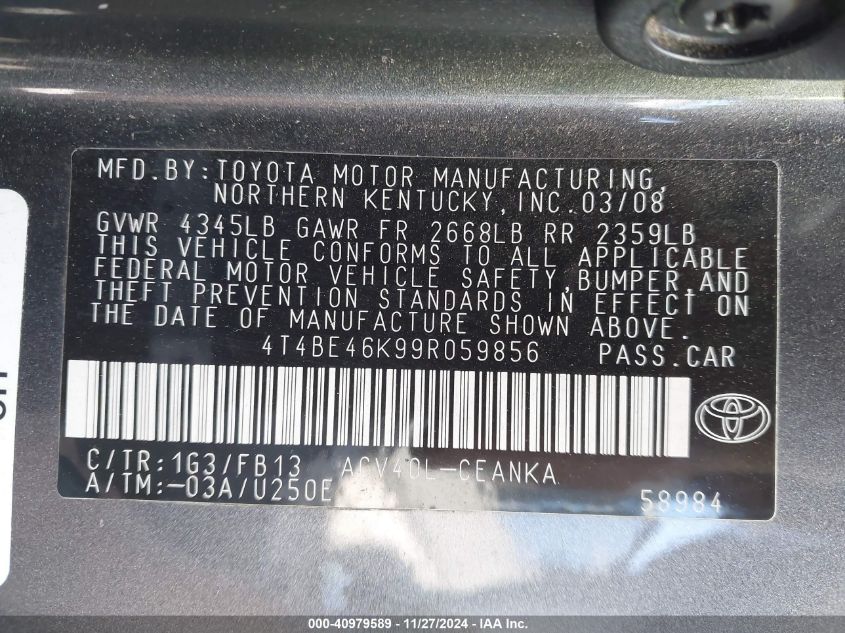 MFD.BY:TOYOTA MOTOR MANUFACTURING,
NORTHERN KENTUCKY,INC.03/08
GVWR 4345LB GAWR FR 2668LB RR 2359LB
THIS VEHICLE CONFORMS TO ALL APPLICABLE
FEDERAL MOTOR VEHICLE SAFETY,BUMPER,AND
THEFT PREVENTION STANDARDS IN EFFECT ON
THE DATE OF MANUFACTURE SHOWN ABOVE.
4T4BE46K99R059856 PASS.CAR
C/TR:1G3/FB13 ACV40L-CEANKA
A/TM:-03A/U250E 58984
000-40979589 - 11/27/2024 - IAA Inc.